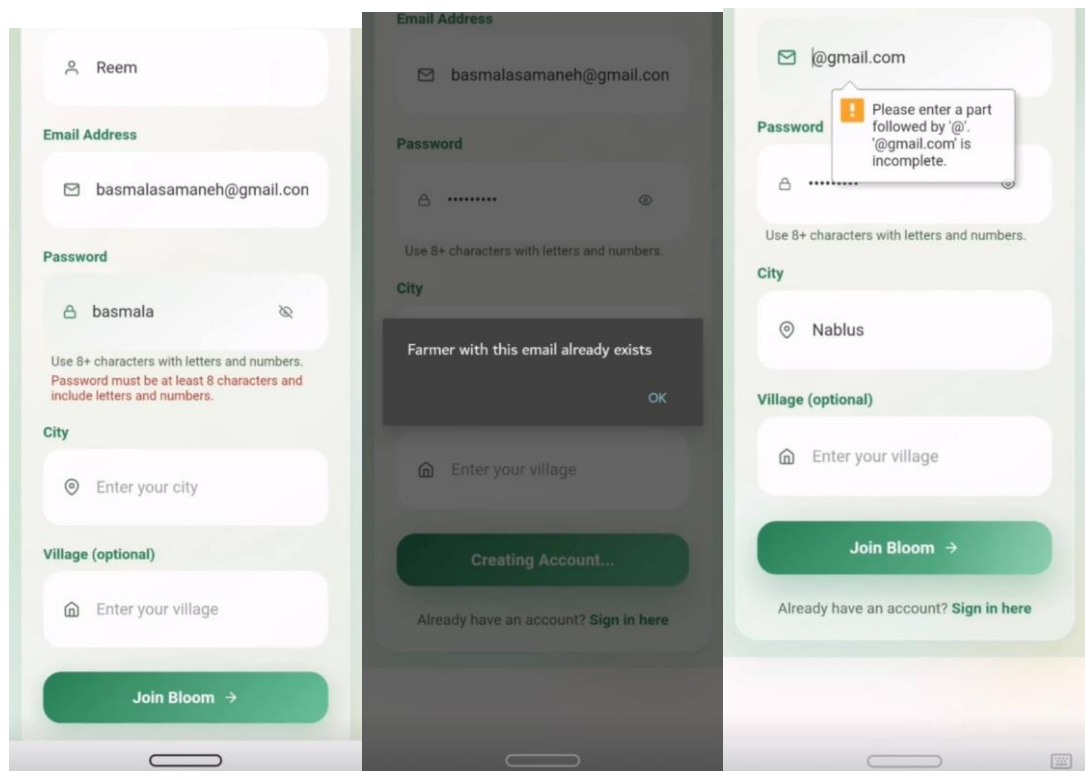 Reem
Email Address
basmalasamaneh@gmail.con
Password
basmala
Use 8+ characters with letters and numbers.
Password must be at least 8 characters and
include letters and numbers.
City
Enter your city
Village (optional)
Enter your village
Join Bloom →
Email Address
basmalasamaneh@gmail.con
Password
•••••••••
Use 8+ characters with letters and numbers.
City
Farmer with this email already exists
OK
Enter your village
Creating Account...
Already have an account? Sign in here
@gmail.com
Please enter a part
followed by '@'.
'@gmail.com' is
incomplete.
Password
•••••••••
Use 8+ characters with letters and numbers.
City
Nablus
Village (optional)
Enter your village
Join Bloom →
Already have an account? Sign in here